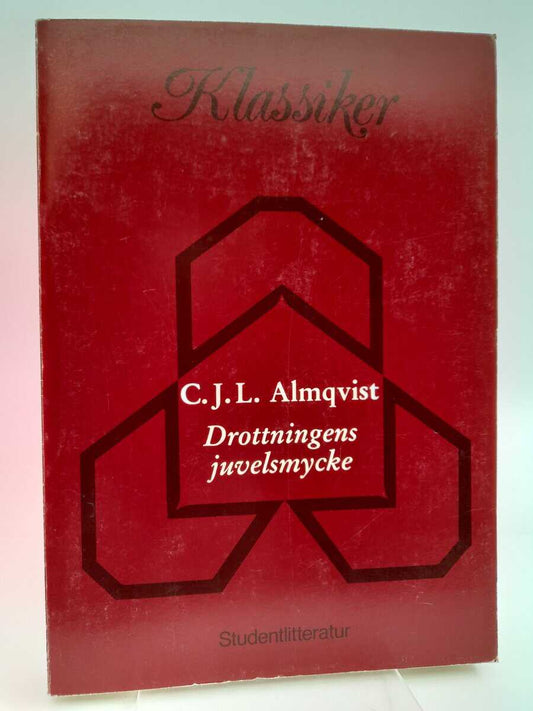 Klassiker
C.J.L. Almqvist
Drottningens
juvelsmycke
Studentlitteratur